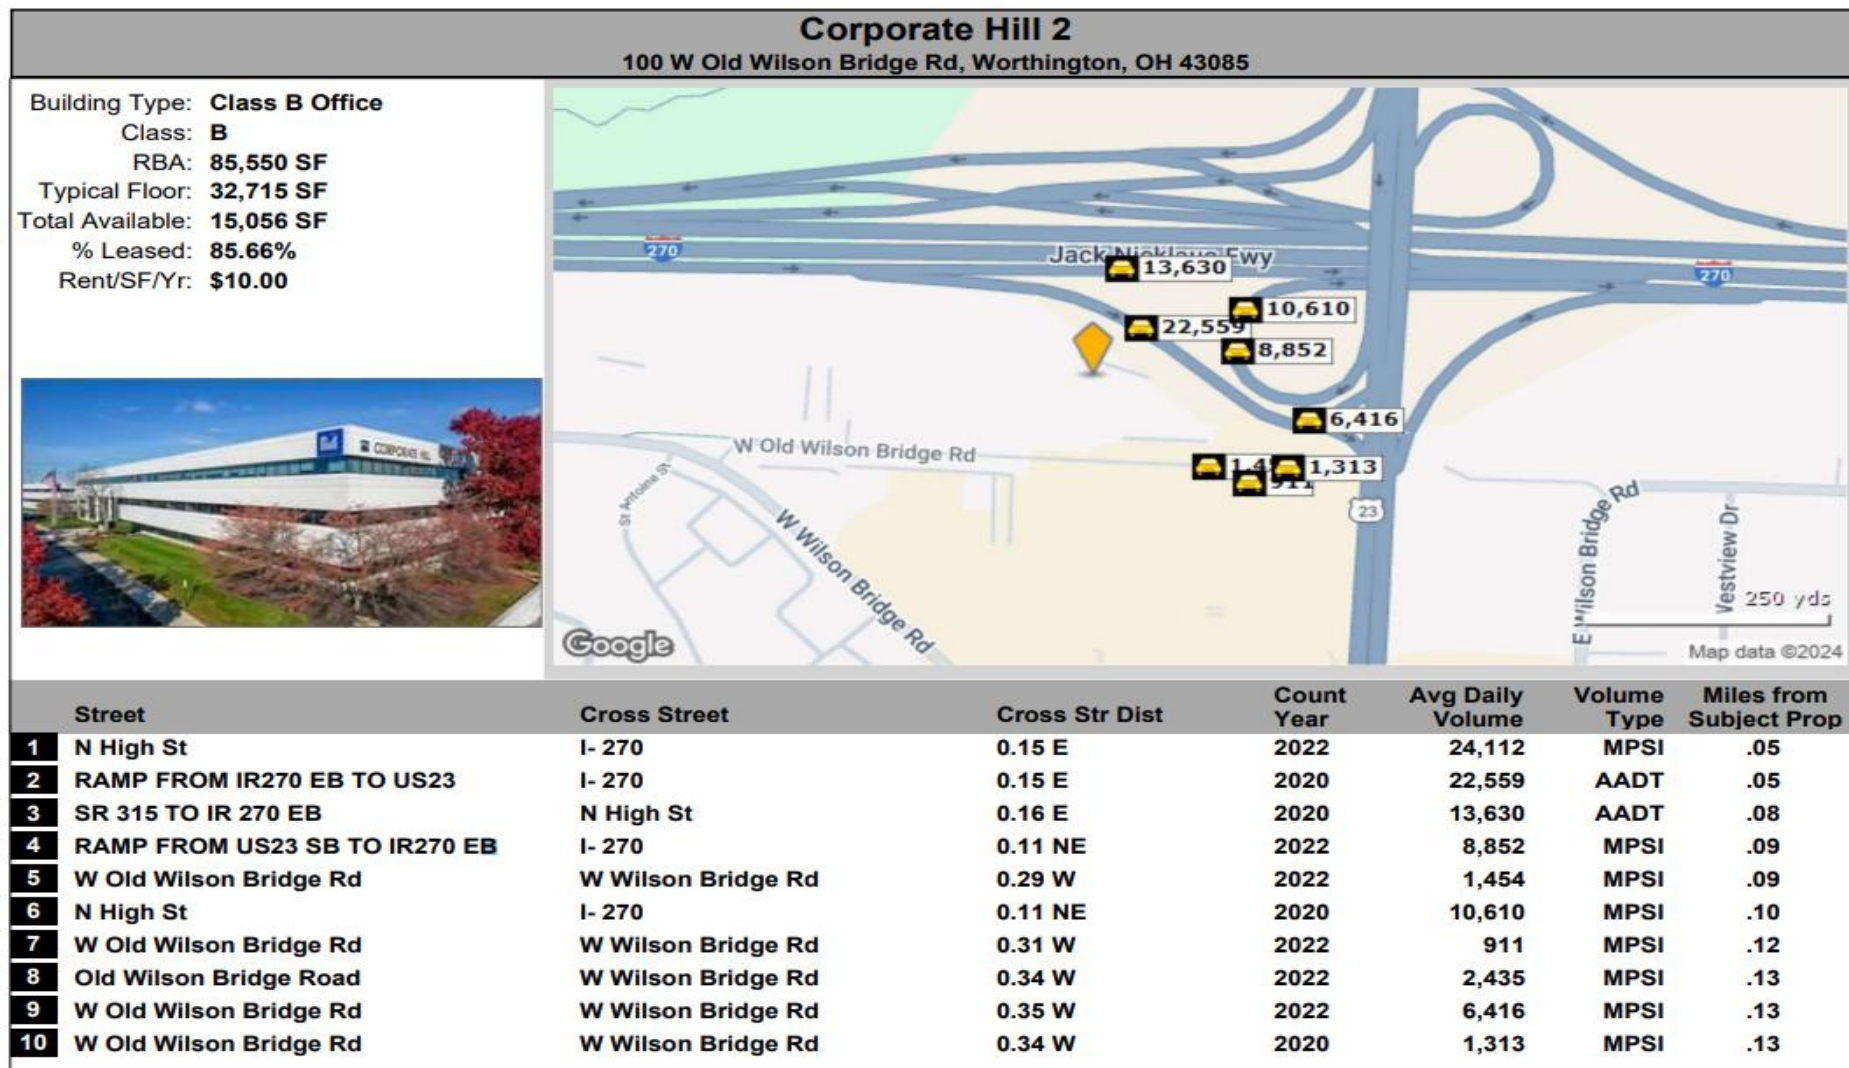 Corporate Hill 2
100 W Old Wilson Bridge Rd, Worthington, OH 43085
Building Type: Class B Office
Class: B
RBA: 85,550 SF
Typical Floor: 32,715 SF
Total Available: 15,056 SF
% Leased: 85.66%
Rent/SF/Yr: $10.00
CORPORATE HILL
270
Jack Nicklaus Fwy
270
13,630
10,610
22,559
8,852
6,416
W Old Wilson Bridge Rd
1,313
911
St Antoine St
23
W Wilson Bridge Rd
E Wilson Bridge Rd
Vestview Dr
250 yds
Google
Map data ©2024
Street Cross Street Cross Str Dist Count Year Avg Daily Volume Volume Type Miles from Subject Prop
1 N High St I- 270 0.15 E 2022 24,112 MPSI .05
2 RAMP FROM IR270 EB TO US23 I- 270 0.15 E 2020 22,559 AADT .05
3 SR 315 TO IR 270 EB N High St 0.16 E 2020 13,630 AADT .08
4 RAMP FROM US23 SB TO IR270 EB I- 270 0.11 NE 2022 8,852 MPSI .09
5 W Old Wilson Bridge Rd W Wilson Bridge Rd 0.29 W 2022 1,454 MPSI .09
6 N High St I- 270 0.11 NE 2020 10,610 MPSI .10
7 W Old Wilson Bridge Rd W Wilson Bridge Rd 0.31 W 2022 911 MPSI .12
8 Old Wilson Bridge Road W Wilson Bridge Rd 0.34 W 2022 2,435 MPSI .13
9 W Old Wilson Bridge Rd W Wilson Bridge Rd 0.35 W 2022 6,416 MPSI .13
10 W Old Wilson Bridge Rd W Wilson Bridge Rd 0.34 W 2020 1,313 MPSI .13